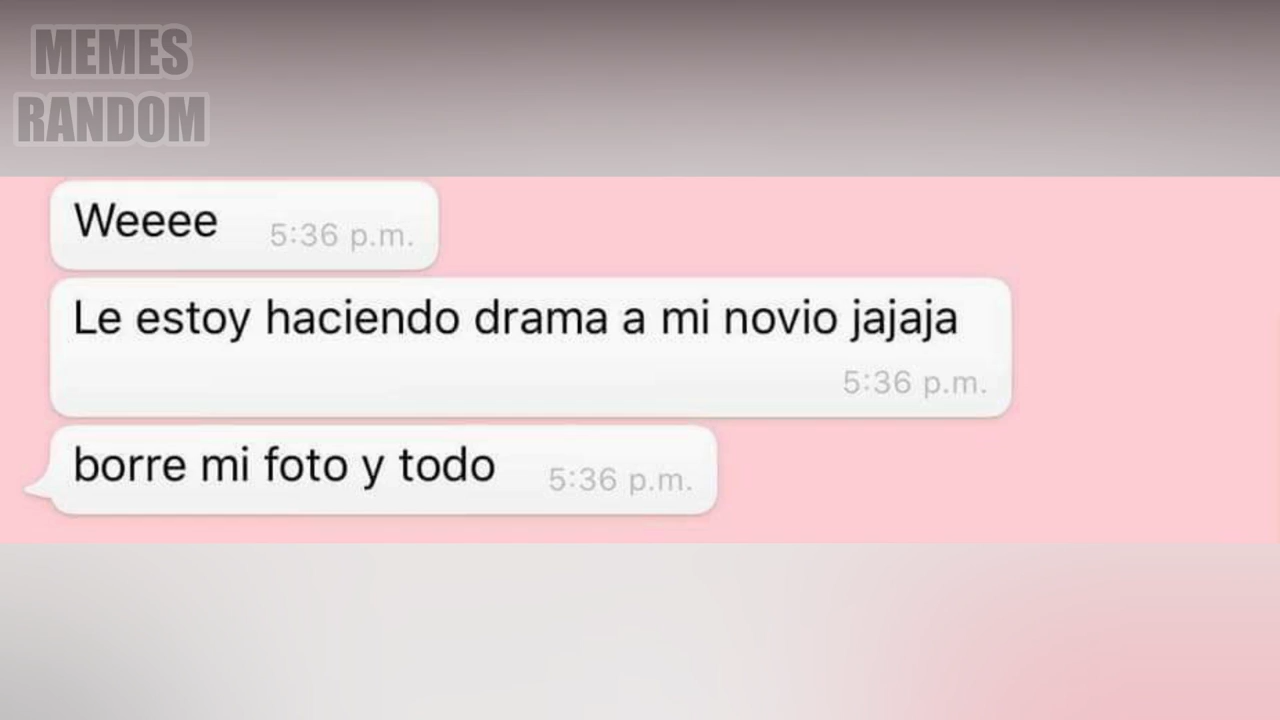 MEMES
RANDOM
Weeee 5:36 p.m.
Le estoy haciendo drama a mi novio jajaja
5:36 p.m.
borre mi foto y todo 5:36 p.m.